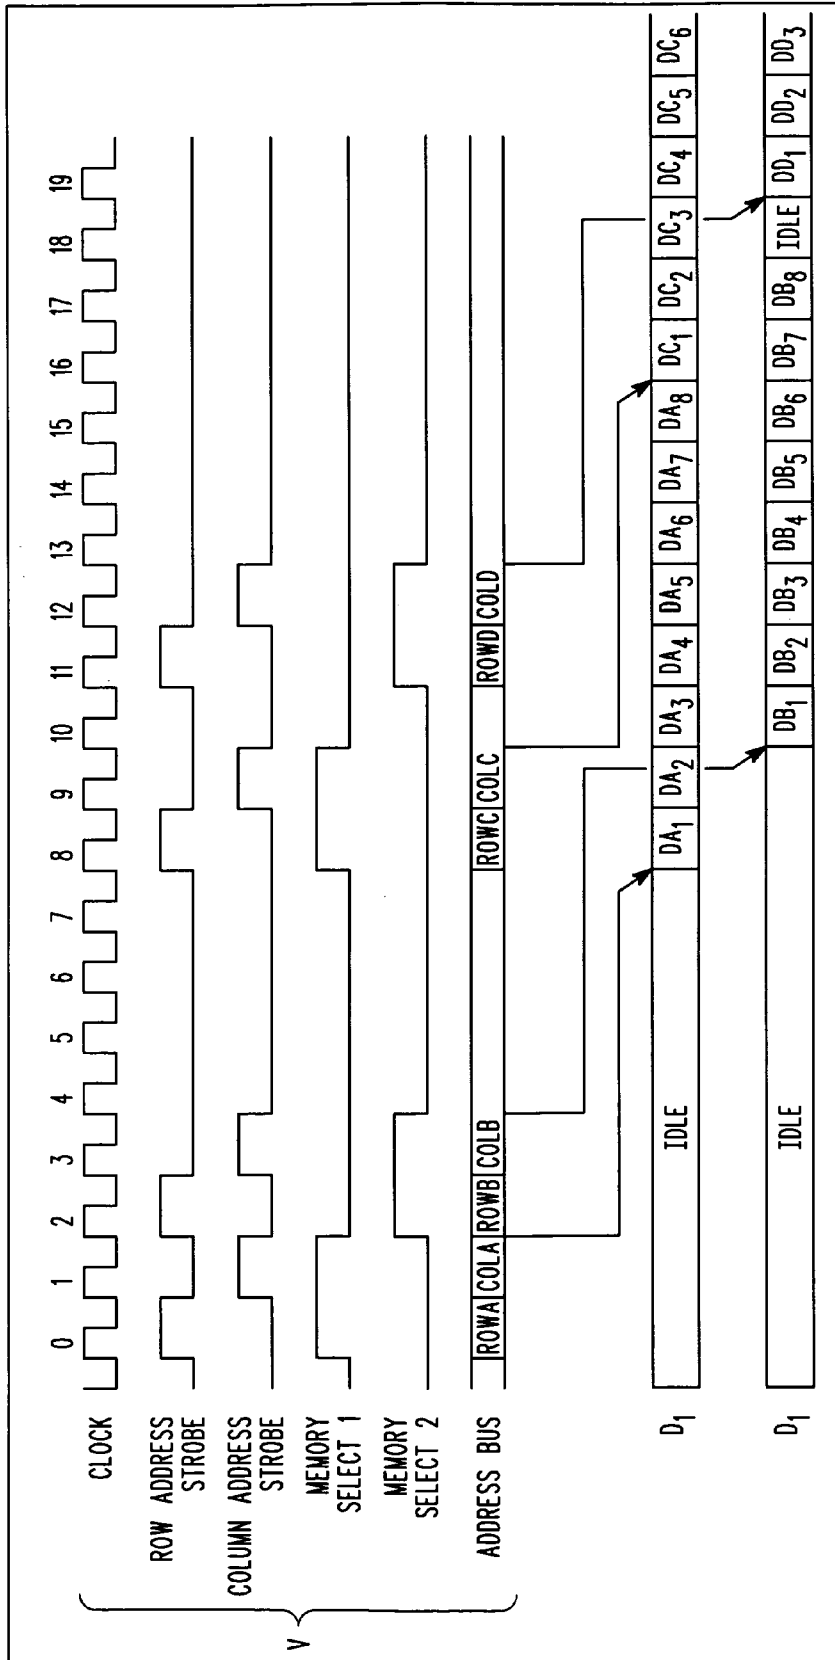 0 1 2 3 4 5 6 7 8 9 10 11 12 13 14 15 16 17 18 19
CLOCK
ROW ADDRESS
STROBE
COLUMN ADDRESS
STROBE
MEMORY
SELECT 1
MEMORY
SELECT 2
ADDRESS BUS ROWA COLA ROWB COLB ROWC COLC ROWD COLD
V
D1 IDLE DA1 DA2 DA3 DA4 DA5 DA6 DA7 DA8 DC1 DC2 DC3 DC4 DC5 DC6
D1 IDLE DB1 DB2 DB3 DB4 DB5 DB6 DB7 DB8 IDLE DD1 DD2 DD3